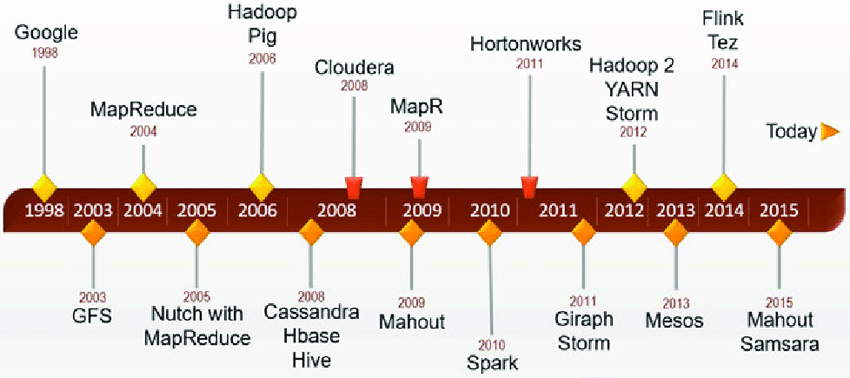 Google
1998
MapReduce
2004
Hadoop
Pig
2006
Cloudera
2008
MapR
2009
Hortonworks
2011
Hadoop 2
YARN
Storm
2012
Flink
Tez
2014
Today
1998 2003 2004 2005 2006 2008 2009 2010 2011 2012 2013 2014 2015
2003
GFS
2005
Nutch with
MapReduce
2008
Cassandra
Hbase
Hive
2009
Mahout
2010
Spark
2011
Giraph
Storm
2013
Mesos
2015
Mahout
Samsara